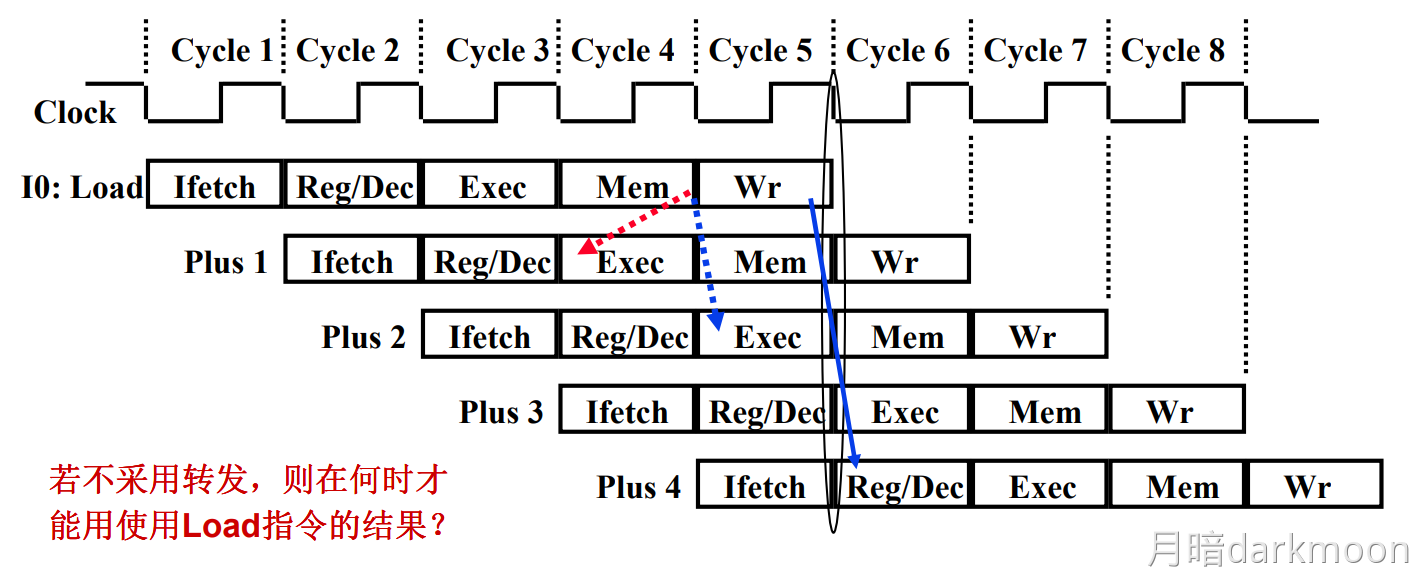 Cycle 1 Cycle 2 Cycle 3 Cycle 4 Cycle 5 Cycle 6 Cycle 7 Cycle 8
Clock
I0: Load Ifetch Reg/Dec Exec Mem Wr
Plus 1 Ifetch Reg/Dec Exec Mem Wr
Plus 2 Ifetch Reg/Dec Exec Mem Wr
Plus 3 Ifetch Reg/Dec Exec Mem Wr
Plus 4 Ifetch Reg/Dec Exec Mem Wr
若不采用转发，则在何时才
能用使用Load指令的结果？
月暗darkmoon